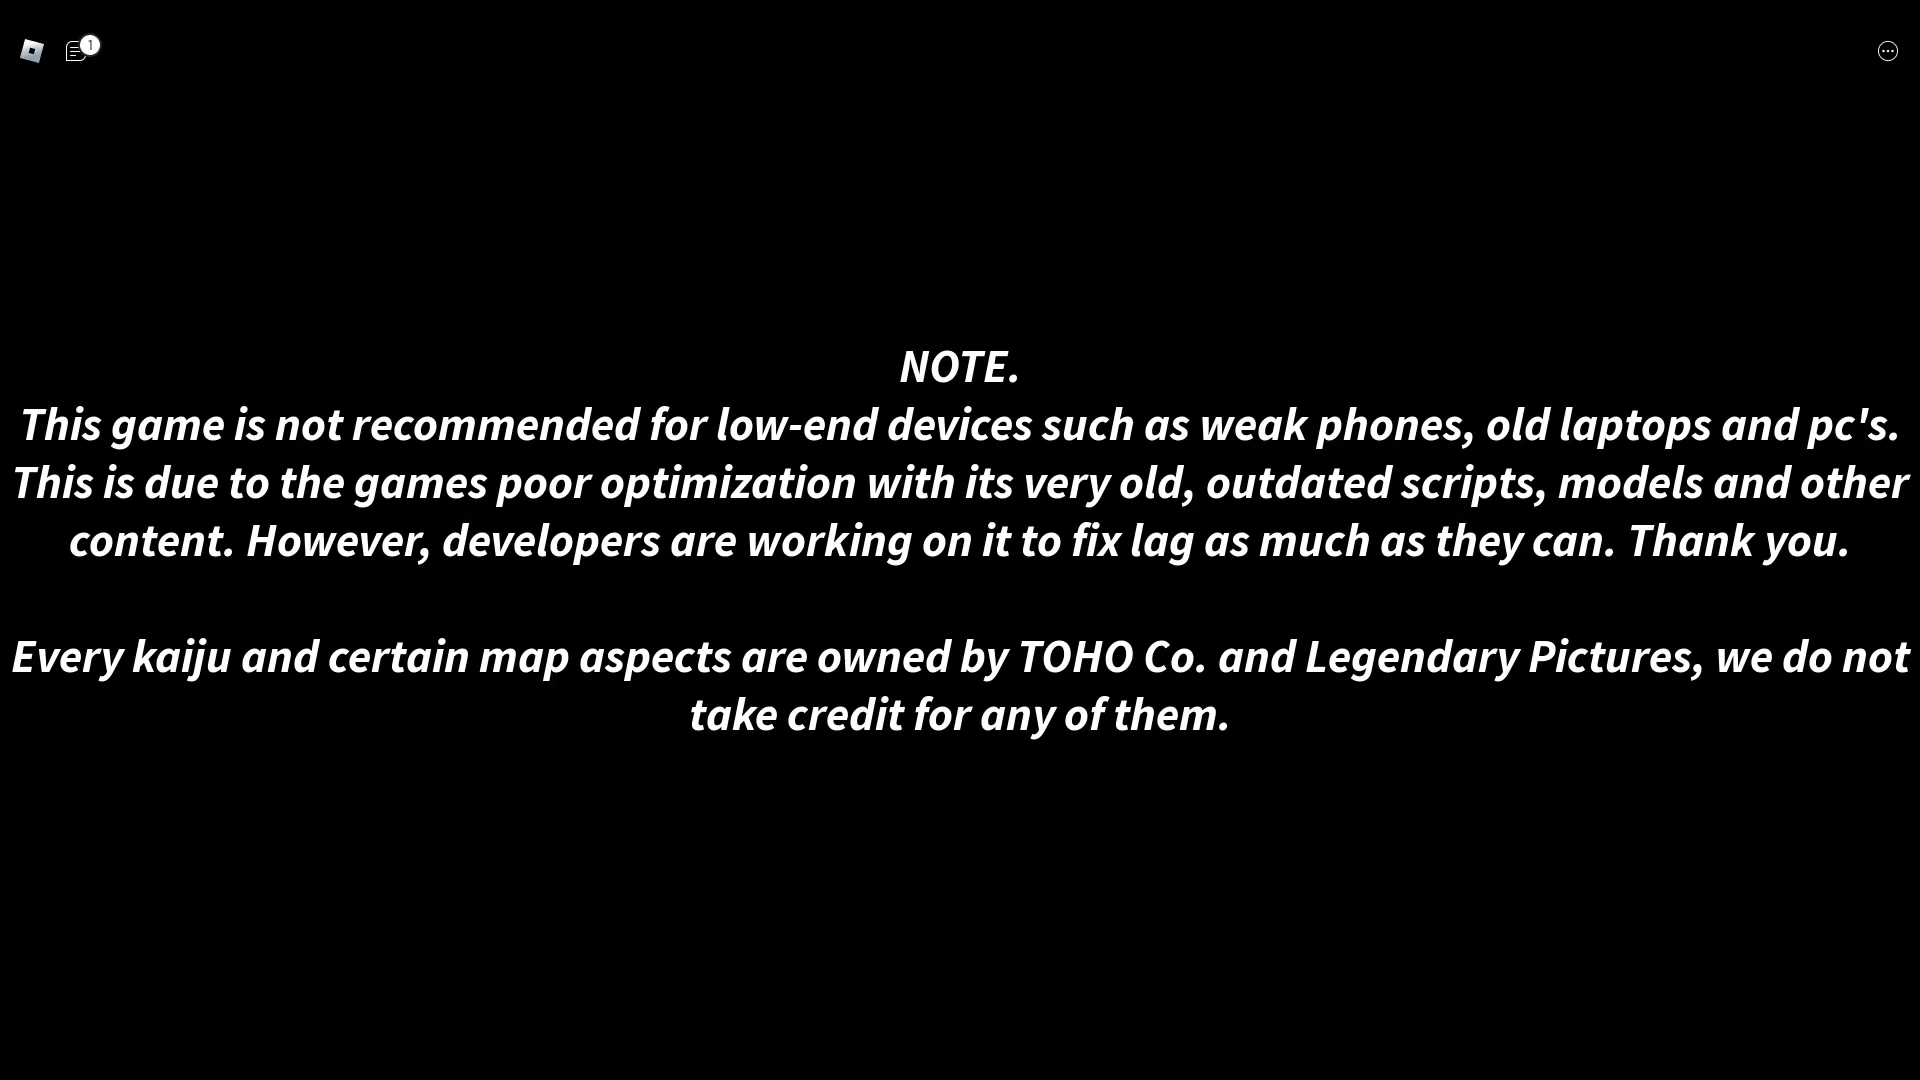 1
NOTE.
This game is not recommended for low-end devices such as weak phones, old laptops and pc's.
This is due to the games poor optimization with its very old, outdated scripts, models and other
content. However, developers are working on it to fix lag as much as they can. Thank you.
Every kaiju and certain map aspects are owned by TOHO Co. and Legendary Pictures, we do not
take credit for any of them.